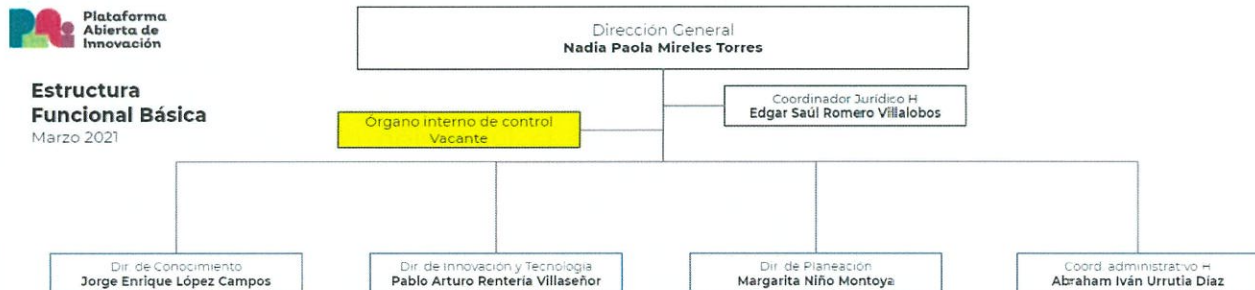 Plataforma
Abierta de
Innovación
Dirección General
Nadia Paola Mireles Torres
Estructura
Funcional Básica
Marzo 2021
Coordinador Jurídico H
Edgar Saúl Romero Villalobos
Órgano interno de control
Vacante
Dir. de Conocimiento
Jorge Enrique López Campos
Dir. de Innovación y Tecnología
Pablo Arturo Rentería Villaseñor
Dir. de Planeación
Margarita Niño Montoya
Coord. administrativo H
Abraham Iván Urrutia Díaz